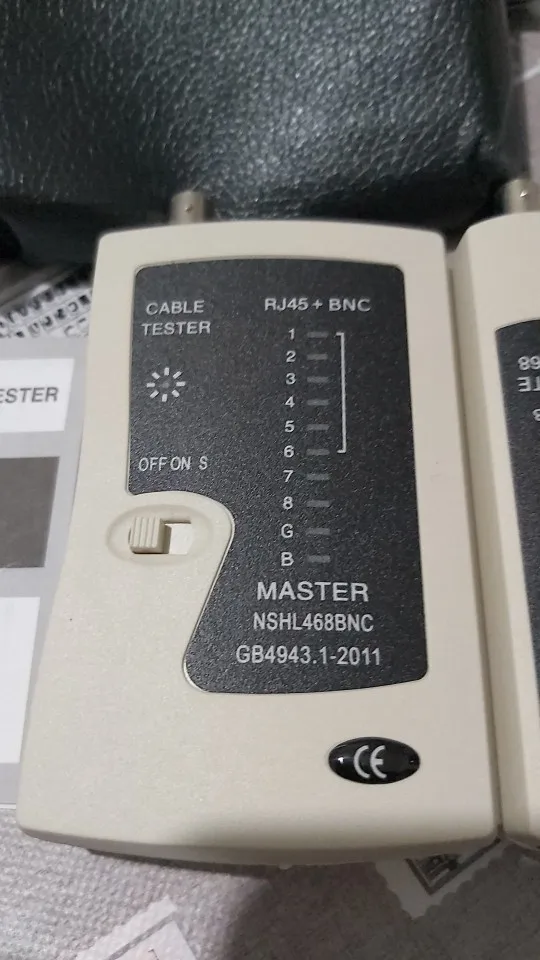 CABLE
TESTER
RJ45 + BNC
1
2
3
4
5
6
7
8
G
B
OFF ON S
MASTER
NSHL468BNC
GB4943.1-2011
CE
ESTER